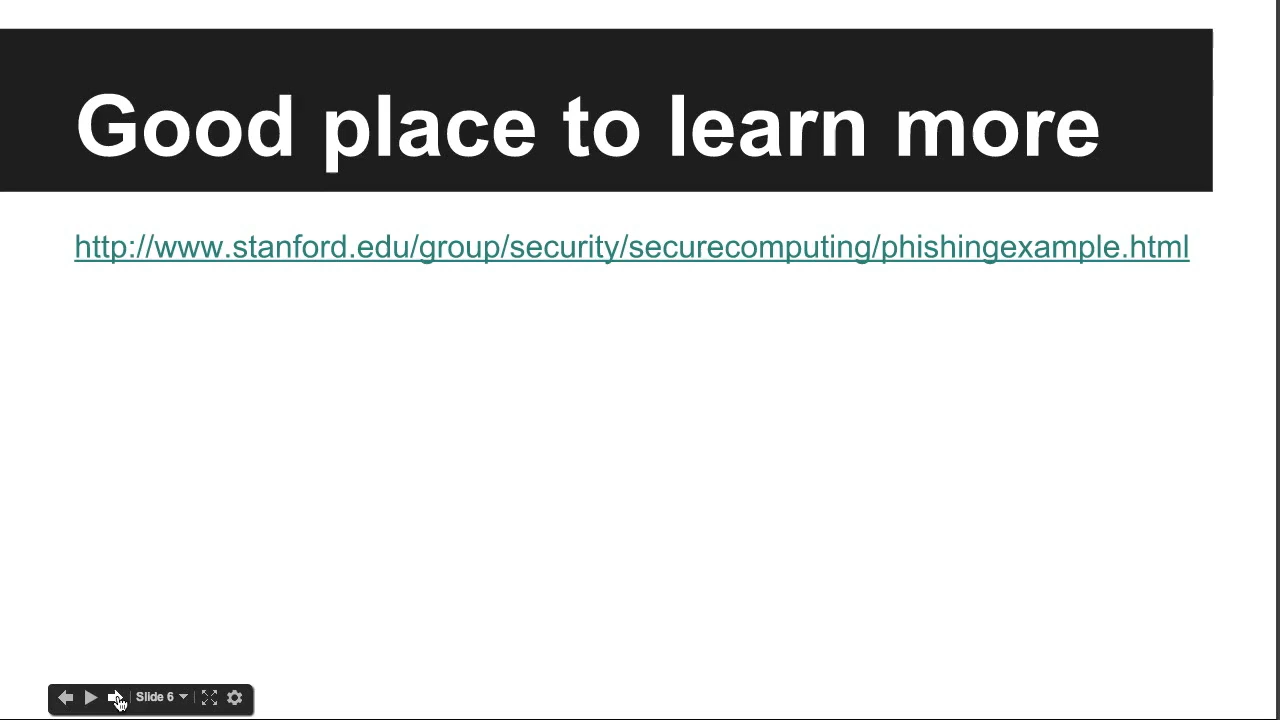 Good place to learn more
http://www.stanford.edu/group/security/securecomputing/phishingexample.html
Slide 6